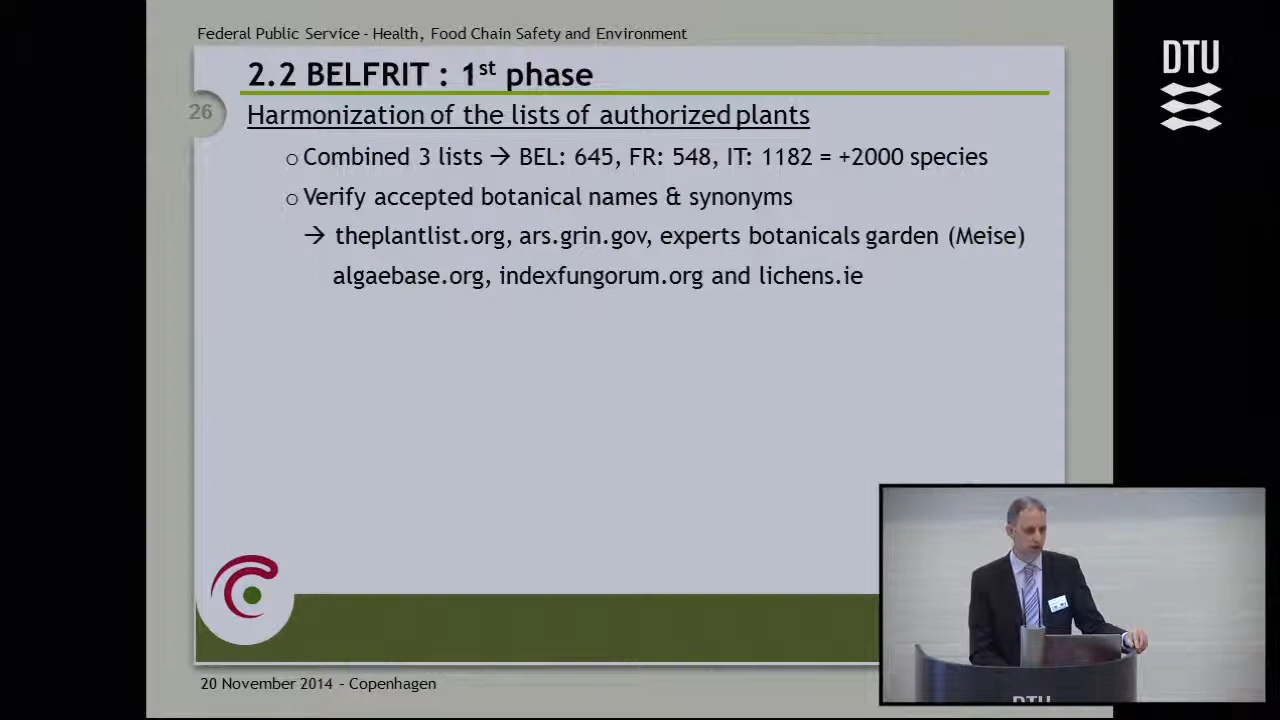 Federal Public Service - Health, Food Chain Safety and Environment
DTU
2.2 BELFRIT : 1st phase
26
Harmonization of the lists of authorized plants
o Combined 3 lists → BEL: 645, FR: 548, IT: 1182 = +2000 species
o Verify accepted botanical names & synonyms
→ theplantlist.org, ars.grin.gov, experts botanicals garden (Meise)
algaebase.org, indexfungorum.org and lichens.ie
20 November 2014 - Copenhagen
DTU